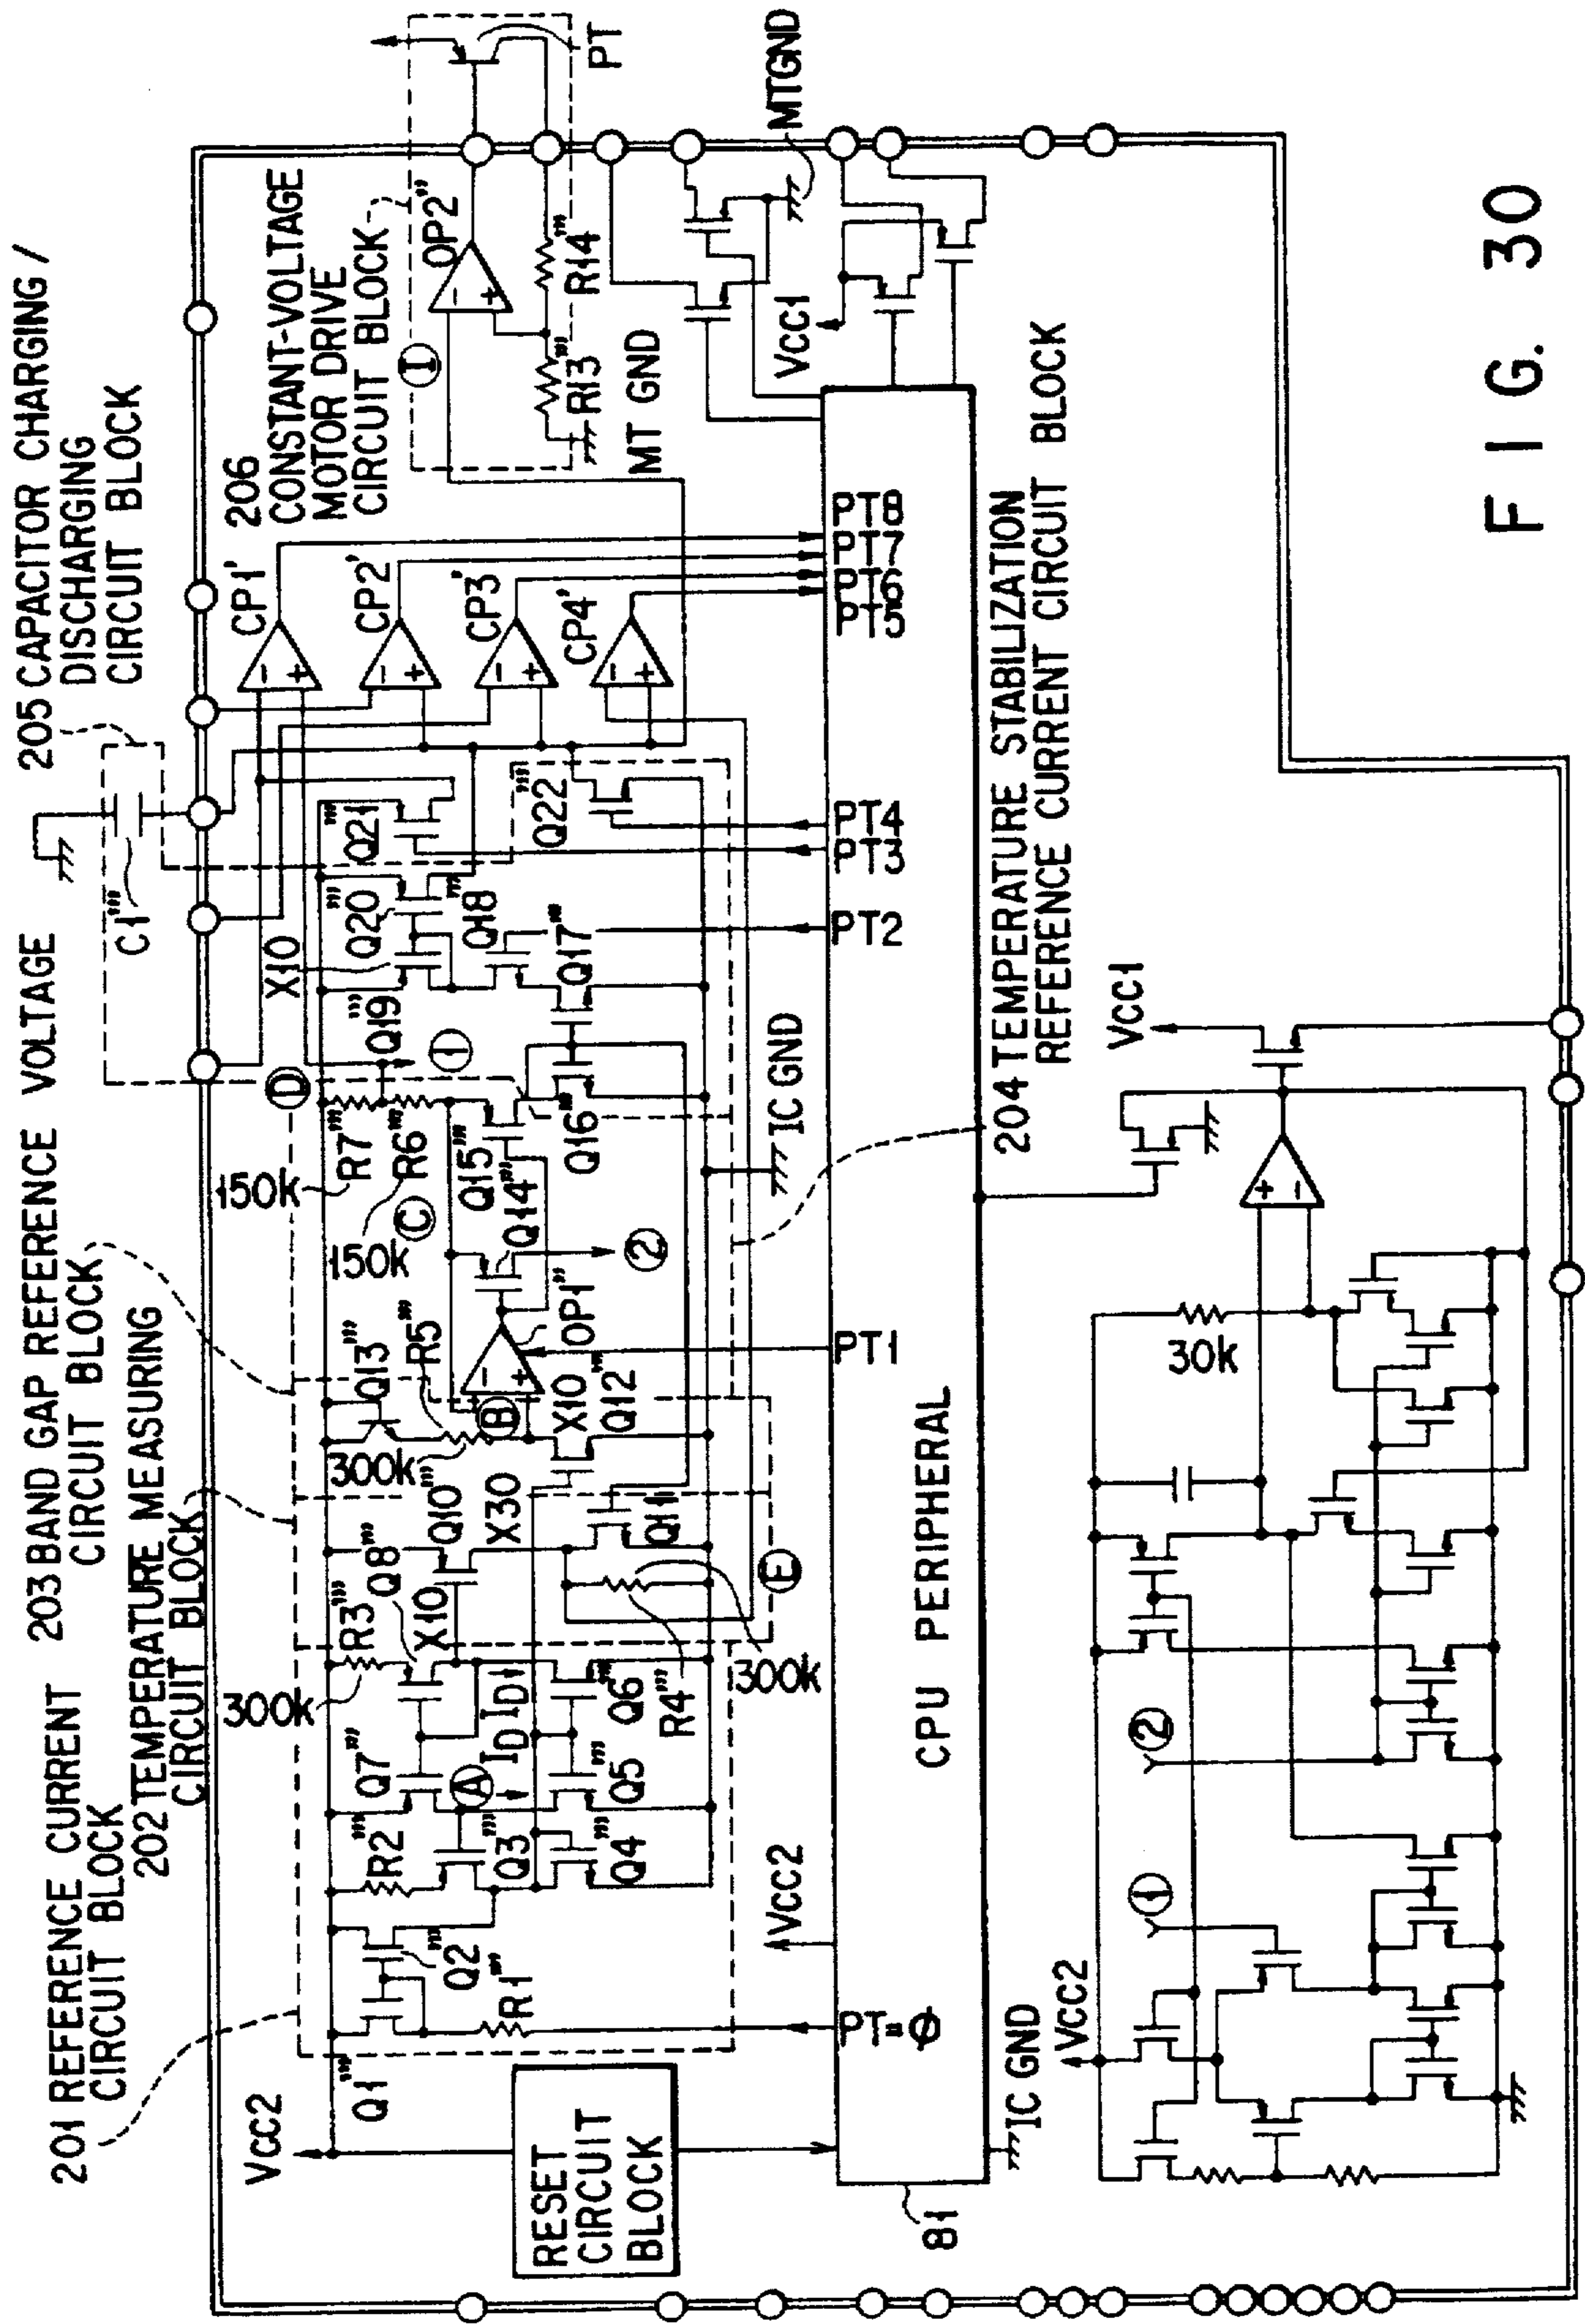 201 REFERENCE CURRENT
CIRCUIT BLOCK
202 TEMPERATURE MEASURING
CIRCUIT BLOCK
203 BAND GAP REFERENCE VOLTAGE
CIRCUIT BLOCK
205 CAPACITOR CHARGING /
DISCHARGING
CIRCUIT BLOCK
206
CONSTANT-VOLTAGE
MOTOR DRIVE
CIRCUIT BLOCK
C1'''
CP1'
CP2'
CP3'
CP4'
OP2''
I
R13'''
R14'''
PT
MT GND
MTGND
VCC1
VCC2
Q1'''
Q2'''
R1'''
R2'''
Q3'''
Q4'''
Q7'''
A
ID
ID
Q5'''
Q6'''
300k
R3'''
Q8'''
X10
Q10'''
X30
Q11'''
R4'''
300k
E
Q13'''
R5'''
300k
B
X10
Q12'''
OP1''
150k
R7'''
150k
R6'''
C
D
Q14'''
Q15'''
Q16'''
2
1
Q19'''
X10
Q20'''
Q18'''
Q17'''
Q21'''
Q22'''
IC GND
RESET
CIRCUIT
BLOCK
VCC2
PT=Φ
PT1
PT2
PT3
PT4
PT5
PT6
PT7
PT8
CPU PERIPHERAL
81
204 TEMPERATURE STABILIZATION
REFERENCE CURRENT CIRCUIT BLOCK
IC GND
VCC2
1
2
30k
VCC1
FIG. 30